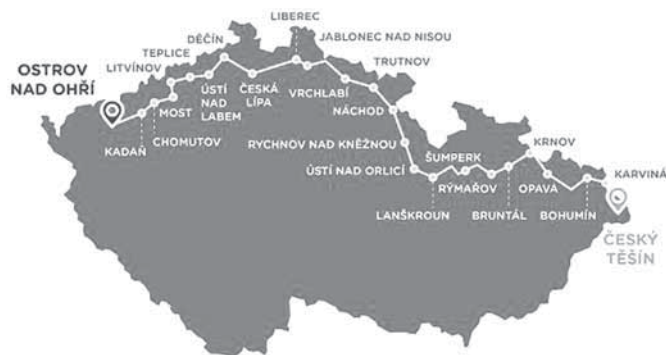 LIBEREC
DĚČÍN
JABLONEC NAD NISOU
TEPLICE
TRUTNOV
LITVÍNOV
OSTROV
NAD OHŘÍ
ÚSTÍ
NAD
LABEM
ČESKÁ
LÍPA
VRCHLABÍ
MOST
NÁCHOD
CHOMUTOV
KADAŇ
RYCHNOV NAD KNĚŽNOU
KRNOV
ŠUMPERK
ÚSTÍ NAD ORLICÍ
KARVINÁ
RÝMAŘOV
OPAVA
LANŠKROUN
BRUNTÁL
BOHUMÍN
ČESKÝ
TĚŠÍN